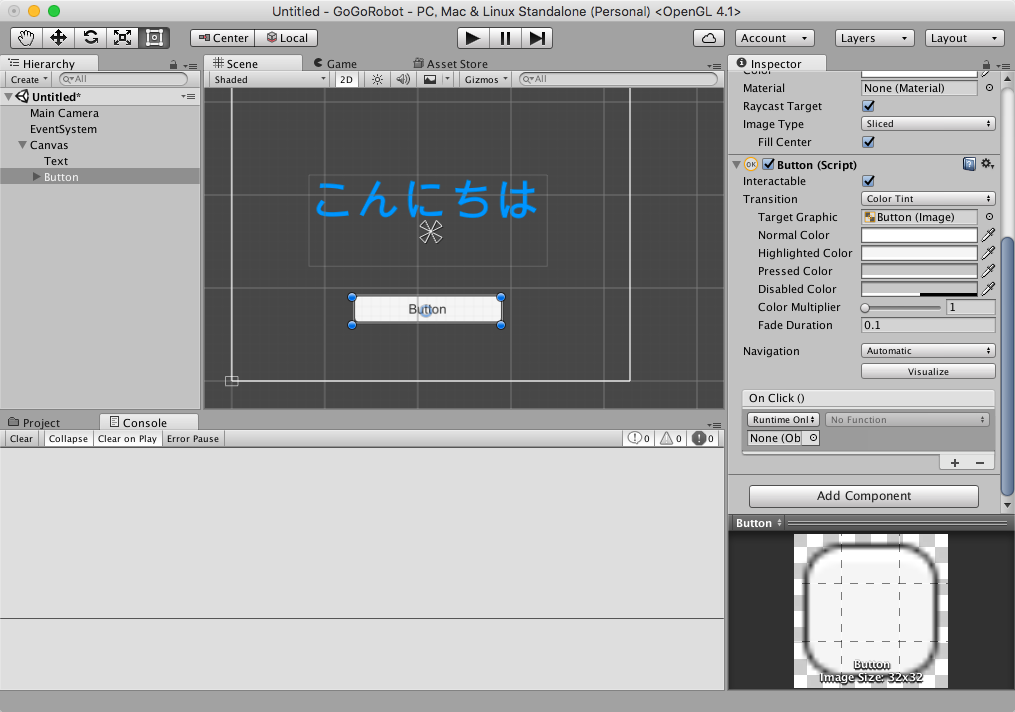 Untitled - GoGoRobot - PC, Mac & Linux Standalone (Personal) <OpenGL 4.1>
Center Local Account Layers Layout
Hierarchy
Create All
Untitled*
Main Camera
EventSystem
Canvas
Text
Button
Scene Game Asset Store
Shaded 2D Gizmos All
こんにちは
Button
Project Console
Clear Collapse Clear on Play Error Pause 0 0 0
Inspector
Color
Material None (Material)
Raycast Target
Image Type Sliced
Fill Center
OK Button (Script)
Interactable
Transition Color Tint
Target Graphic Button (Image)
Normal Color
Highlighted Color
Pressed Color
Disabled Color
Color Multiplier 1
Fade Duration 0.1
Navigation Automatic
Visualize
On Click ()
Runtime Onl No Function
None (Ob
+ −
Add Component
Button
Button
Image Size: 32x32